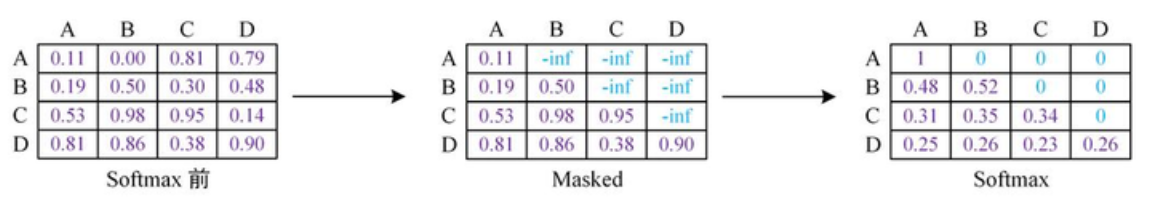 A B C D A B C D A B C D
A 0.11 0.00 0.81 0.79 A 0.11 -inf -inf -inf A 1 0 0 0
B 0.19 0.50 0.30 0.48 B 0.19 0.50 -inf -inf B 0.48 0.52 0 0
C 0.53 0.98 0.95 0.14 C 0.53 0.98 0.95 -inf C 0.31 0.35 0.34 0
D 0.81 0.86 0.38 0.90 D 0.81 0.86 0.38 0.90 D 0.25 0.26 0.23 0.26
Softmax 前 Masked Softmax